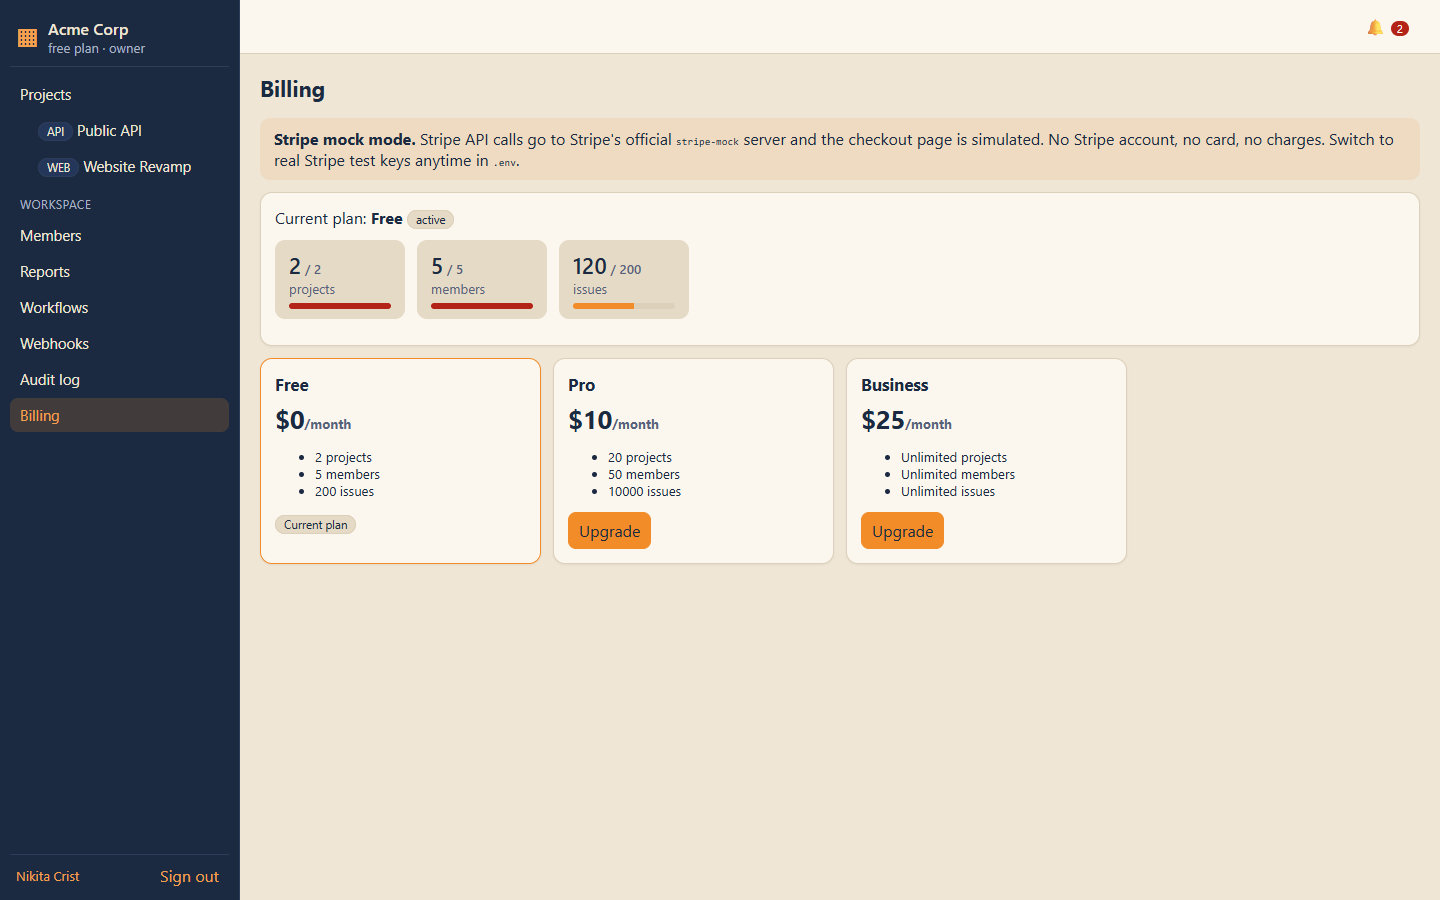 Acme Corp
free plan · owner
Projects
API Public API
WEB Website Revamp
WORKSPACE
Members
Reports
Workflows
Webhooks
Audit log
Billing
Nikita Crist
Sign out
2
Billing
Stripe mock mode. Stripe API calls go to Stripe's official stripe-mock server and the checkout page is simulated. No Stripe account, no card, no charges. Switch to
real Stripe test keys anytime in .env.
Current plan: Free active
2 / 2
projects
5 / 5
members
120 / 200
issues
Free
$0/month
• 2 projects
• 5 members
• 200 issues
Current plan
Pro
$10/month
• 20 projects
• 50 members
• 10000 issues
Upgrade
Business
$25/month
• Unlimited projects
• Unlimited members
• Unlimited issues
Upgrade